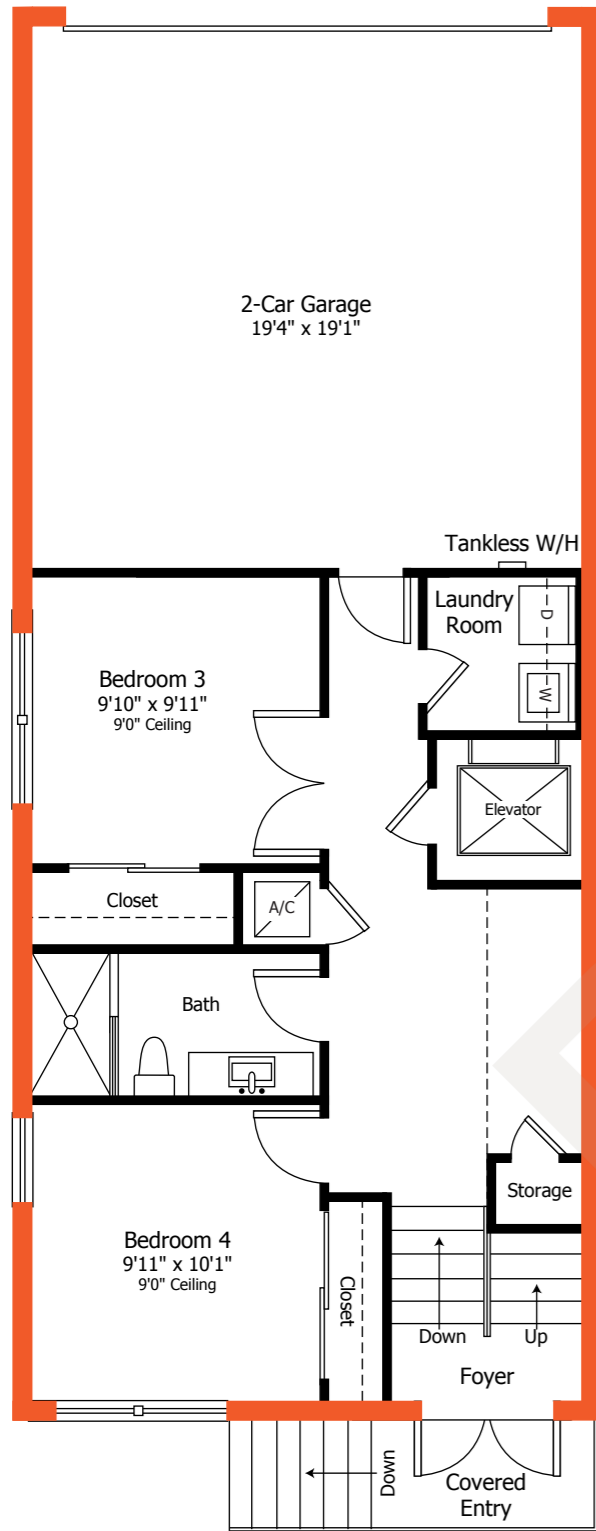 2-Car Garage
19'4" x 19'1"
Tankless W/H
Laundry
Room
D
W
Bedroom 3
9'10" x 9'11"
9'0" Ceiling
Elevator
Closet
A/C
Bath
Storage
Bedroom 4
9'11" x 10'1"
9'0" Ceiling
Closet
Down
Up
Foyer
Down
Covered
Entry